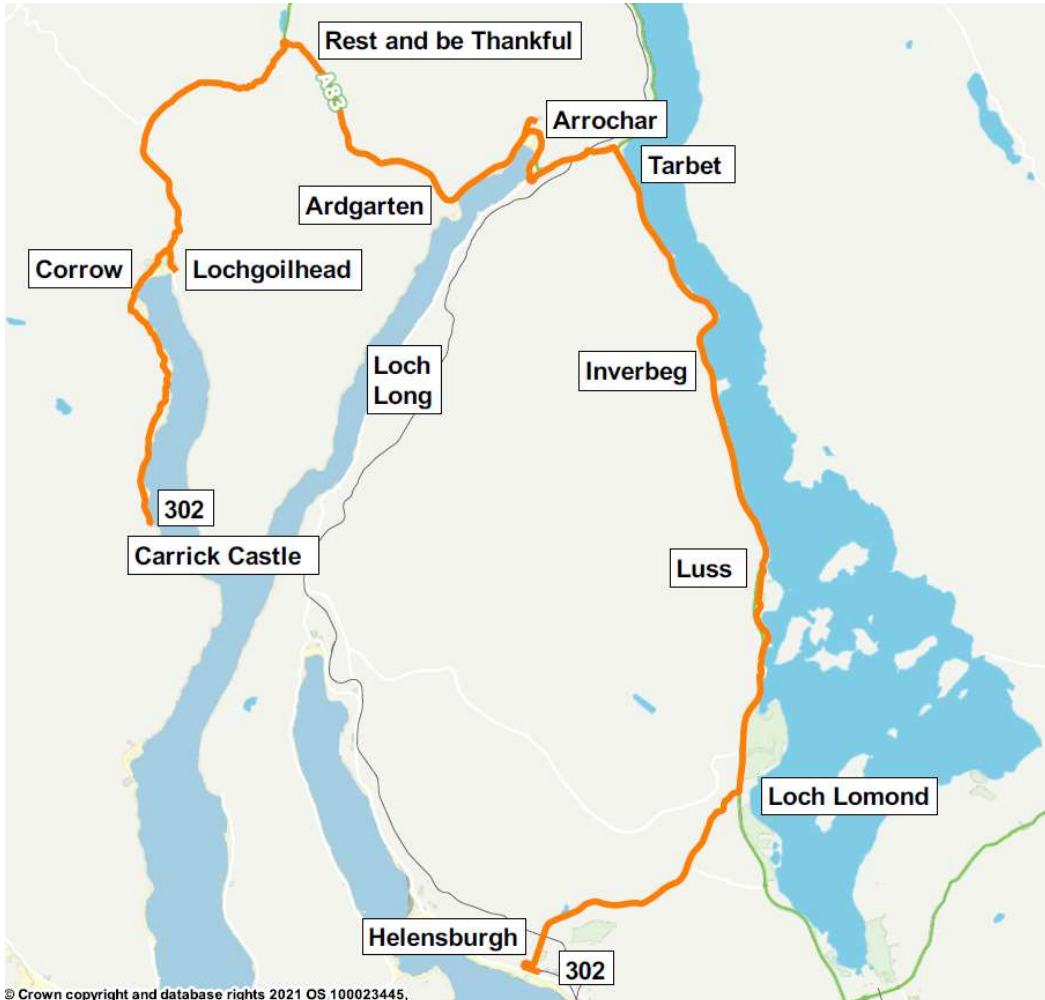 Rest and be Thankful
A83
Arrochar
Tarbet
Ardgarten
Corrow
Lochgoilhead
Loch
Long
Inverbeg
302
Carrick Castle
Luss
Loch Lomond
Helensburgh
302
© Crown copyright and database rights 2021 OS 100023445,